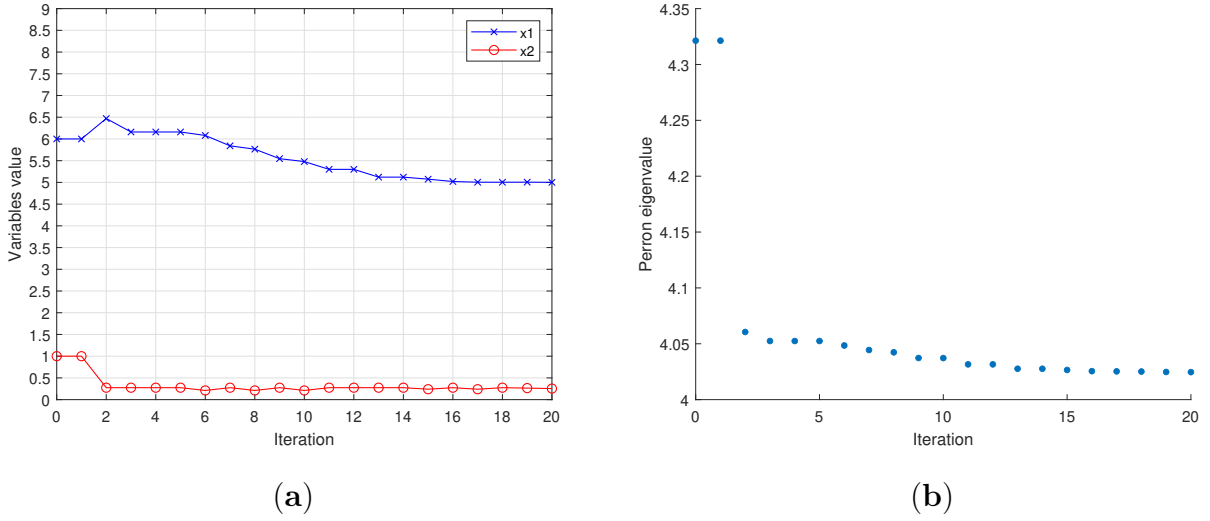 9
8.5
8
7.5
7
6.5
6
5.5
5
4.5
4
3.5
3
2.5
2
1.5
1
0.5
0
Variables value
x1
x2
0 2 4 6 8 10 12 14 16 18 20
Iteration
(a)
4.35
4.3
4.25
4.2
4.15
4.1
4.05
4
Perron eigenvalue
0 5 10 15 20
Iteration
(b)